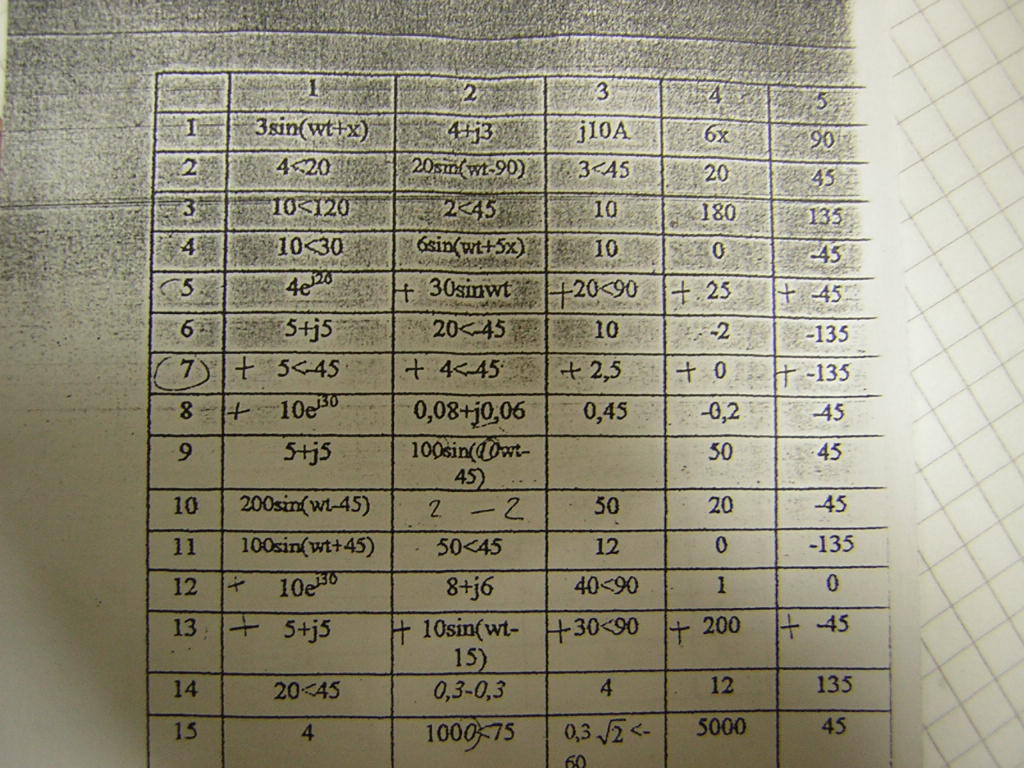 1 2 3 4 5
1 3sin(wt+x) 4+j3 j10A 6x 90
2 4<20 20sin(wt-90) 3<45 20 45
3 10<120 2<45 10 180 135
4 10<30 6sin(wt+5x) 10 0 -45
5 4e^j20 + 30sinwt +20<90 + 25 + -45
6 5+j5 20<-45 10 -2 -135
7 + 5<-45 + 4<-45 + 2,5 + 0 + -135
8 + 10e^j30 0,08+j0,06 0,45 -0,2 -45
9 5+j5 100sin(10wt- 50 45
45)
10 200sin(wt-45) 2 -2 50 20 -45
11 100sin(wt+45) 50<45 12 0 -135
12 + 10e^j30 8+j6 40<90 1 0
13 + 5+j5 + 10sin(wt- +30<90 + 200 + -45
15)
14 20<45 0,3-0,3 4 12 135
15 4 1000<75 0,3 √2 <- 5000 45
60